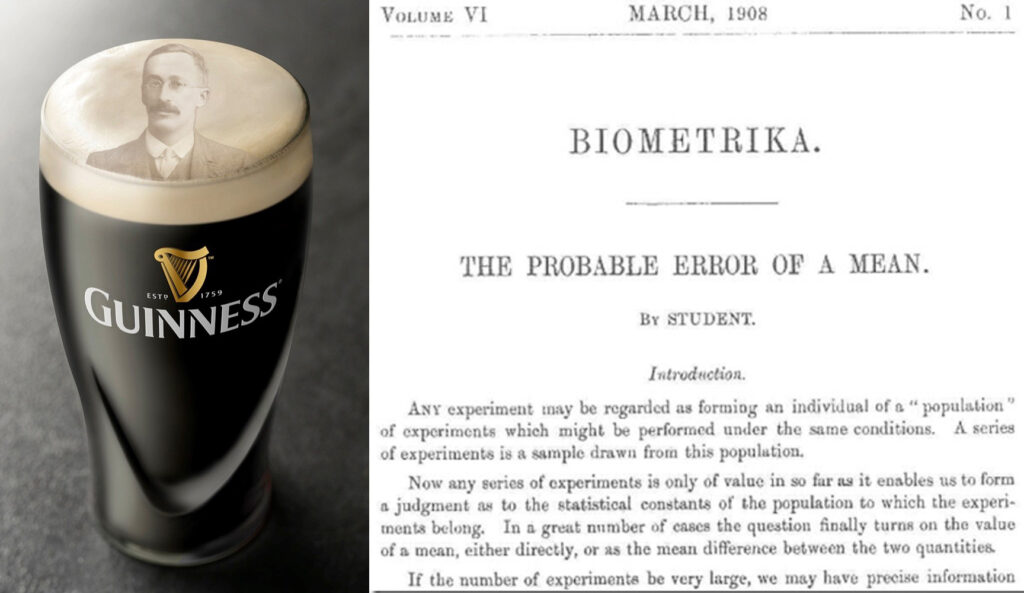 ESTD 1759
GUINNESS
VOLUME VI MARCH, 1908 No. 1
BIOMETRIKA.
THE PROBABLE ERROR OF A MEAN.
BY STUDENT.
Introduction.
ANY experiment may be regarded as forming an individual of a "population"
of experiments which might be performed under the same conditions. A series
of experiments is a sample drawn from this population.
Now any series of experiments is only of value in so far as it enables us to form
a judgment as to the statistical constants of the population to which the experi-
ments belong. In a great number of cases the question finally turns on the value
of a mean, either directly, or as the mean difference between the two quantities.
If the number of experiments be very large, we may have precise information